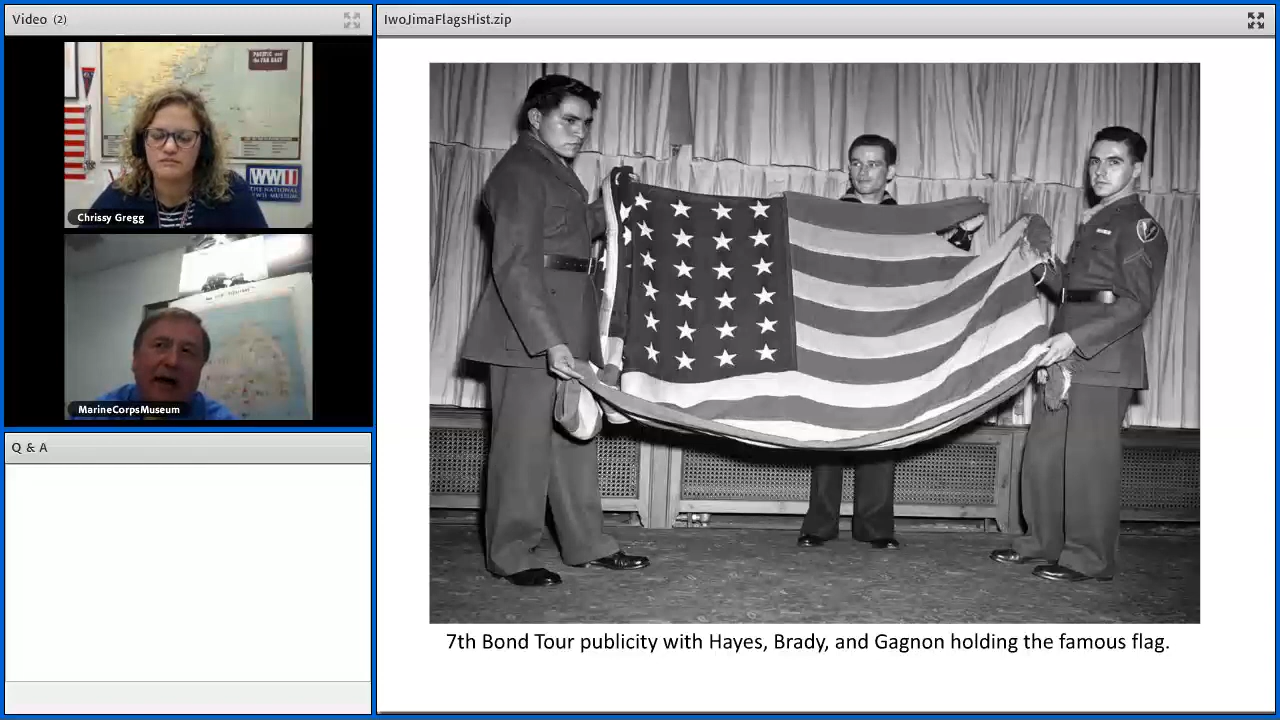 Video (2)
PACIFIC and
the FAR EAST
WWII
THE NATIONAL
WWII MUSEUM
Chrissy Gregg
MarineCorpsMuseum
Q & A
IwoJimaFlagsHist.zip
7th Bond Tour publicity with Hayes, Brady, and Gagnon holding the famous flag.